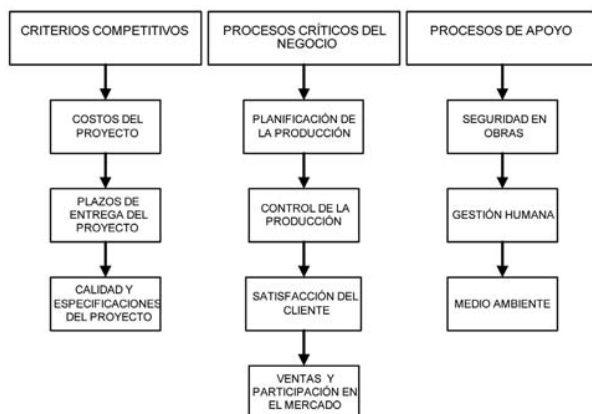 CRITERIOS COMPETITIVOS
PROCESOS CRÍTICOS DEL
NEGOCIO
PROCESOS DE APOYO
COSTOS DEL
PROYECTO
PLANIFICACIÓN DE
LA PRODUCCIÓN
SEGURIDAD EN
OBRAS
PLAZOS DE
ENTREGA DEL
PROYECTO
CONTROL DE LA
PRODUCCIÓN
GESTIÓN HUMANA
CALIDAD Y
ESPECIFICACIONES
DEL PROYECTO
SATISFACCIÓN DEL
CLIENTE
MEDIO AMBIENTE
VENTAS Y
PARTICIPACIÓN EN
EL MERCADO